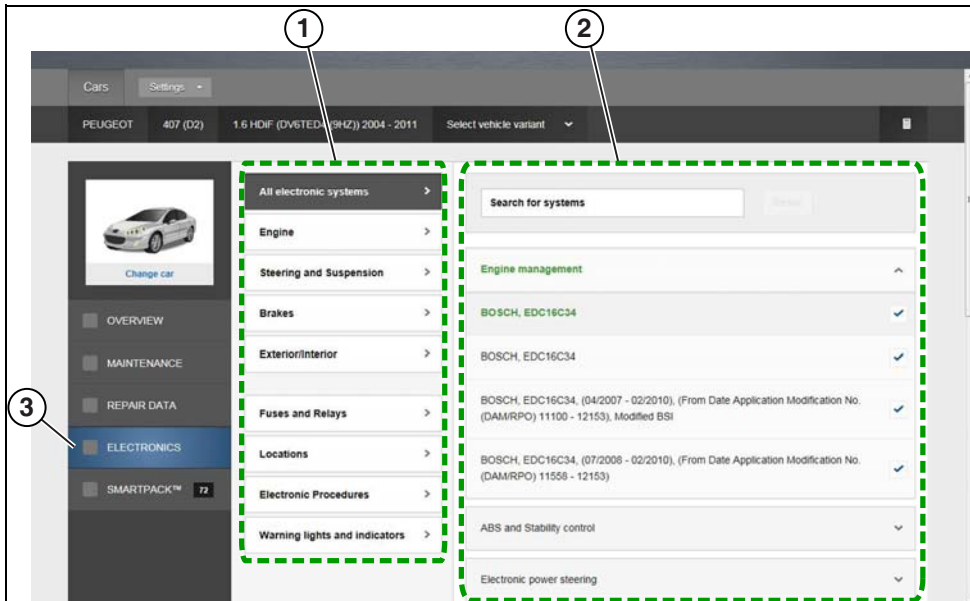 1
2
Cars
Settings
PEUGEOT
407 (D2)
1.6 HDiF (DV6TED4 (9HZ)) 2004 - 2011
Select vehicle variant
Change car
OVERVIEW
MAINTENANCE
3
REPAIR DATA
ELECTRONICS
SMARTPACK™ 72
All electronic systems
Engine
Steering and Suspension
Brakes
Exterior/Interior
Fuses and Relays
Locations
Electronic Procedures
Warning lights and indicators
Search for systems
Engine management
BOSCH, EDC16C34
BOSCH, EDC16C34
BOSCH, EDC16C34, (04/2007 - 02/2010), (From Date Application Modification No.
(DAM/RPO) 11100 - 12153), Modified BSI
BOSCH, EDC16C34, (07/2008 - 02/2010), (From Date Application Modification No.
(DAM/RPO) 11558 - 12153)
ABS and Stability control
Electronic power steering